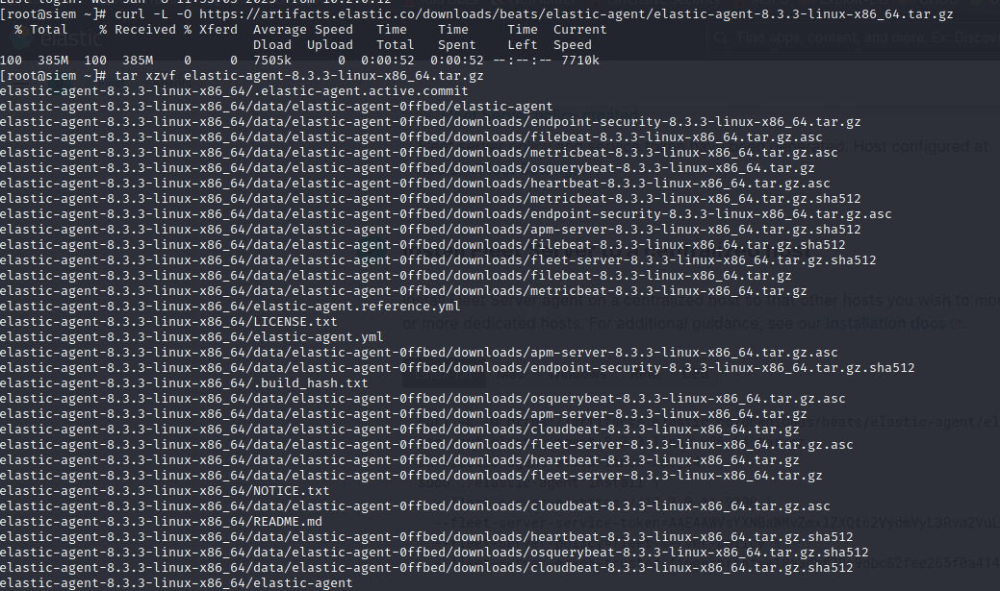 [root@siem ~]# curl -L -O https://artifacts.elastic.co/downloads/beats/elastic-agent/elastic-agent-8.3.3-linux-x86_64.tar.gz
% Total % Received % Xferd Average Speed Time Time Time Current
Dload Upload Total Spent Left Speed
100 385M 100 385M 0 0 7505k 0 0:00:52 0:00:52 --:--:-- 7710k
[root@siem ~]# tar xzvf elastic-agent-8.3.3-linux-x86_64.tar.gz
elastic-agent-8.3.3-linux-x86_64/.elastic-agent.active.commit
elastic-agent-8.3.3-linux-x86_64/data/elastic-agent-0ffbed/elastic-agent
elastic-agent-8.3.3-linux-x86_64/data/elastic-agent-0ffbed/downloads/endpoint-security-8.3.3-linux-x86_64.tar.gz
elastic-agent-8.3.3-linux-x86_64/data/elastic-agent-0ffbed/downloads/filebeat-8.3.3-linux-x86_64.tar.gz.asc
elastic-agent-8.3.3-linux-x86_64/data/elastic-agent-0ffbed/downloads/metricbeat-8.3.3-linux-x86_64.tar.gz.asc
elastic-agent-8.3.3-linux-x86_64/data/elastic-agent-0ffbed/downloads/osquerybeat-8.3.3-linux-x86_64.tar.gz
elastic-agent-8.3.3-linux-x86_64/data/elastic-agent-0ffbed/downloads/heartbeat-8.3.3-linux-x86_64.tar.gz.asc
elastic-agent-8.3.3-linux-x86_64/data/elastic-agent-0ffbed/downloads/metricbeat-8.3.3-linux-x86_64.tar.gz.sha512
elastic-agent-8.3.3-linux-x86_64/data/elastic-agent-0ffbed/downloads/endpoint-security-8.3.3-linux-x86_64.tar.gz.asc
elastic-agent-8.3.3-linux-x86_64/data/elastic-agent-0ffbed/downloads/apm-server-8.3.3-linux-x86_64.tar.gz.sha512
elastic-agent-8.3.3-linux-x86_64/data/elastic-agent-0ffbed/downloads/filebeat-8.3.3-linux-x86_64.tar.gz.sha512
elastic-agent-8.3.3-linux-x86_64/data/elastic-agent-0ffbed/downloads/fleet-server-8.3.3-linux-x86_64.tar.gz.sha512
elastic-agent-8.3.3-linux-x86_64/data/elastic-agent-0ffbed/downloads/filebeat-8.3.3-linux-x86_64.tar.gz
elastic-agent-8.3.3-linux-x86_64/data/elastic-agent-0ffbed/downloads/metricbeat-8.3.3-linux-x86_64.tar.gz
elastic-agent-8.3.3-linux-x86_64/elastic-agent.reference.yml
elastic-agent-8.3.3-linux-x86_64/LICENSE.txt
elastic-agent-8.3.3-linux-x86_64/elastic-agent.yml
elastic-agent-8.3.3-linux-x86_64/data/elastic-agent-0ffbed/downloads/apm-server-8.3.3-linux-x86_64.tar.gz.asc
elastic-agent-8.3.3-linux-x86_64/data/elastic-agent-0ffbed/downloads/endpoint-security-8.3.3-linux-x86_64.tar.gz.sha512
elastic-agent-8.3.3-linux-x86_64/.build_hash.txt
elastic-agent-8.3.3-linux-x86_64/data/elastic-agent-0ffbed/downloads/osquerybeat-8.3.3-linux-x86_64.tar.gz.asc
elastic-agent-8.3.3-linux-x86_64/data/elastic-agent-0ffbed/downloads/apm-server-8.3.3-linux-x86_64.tar.gz
elastic-agent-8.3.3-linux-x86_64/data/elastic-agent-0ffbed/downloads/cloudbeat-8.3.3-linux-x86_64.tar.gz
elastic-agent-8.3.3-linux-x86_64/data/elastic-agent-0ffbed/downloads/fleet-server-8.3.3-linux-x86_64.tar.gz.asc
elastic-agent-8.3.3-linux-x86_64/data/elastic-agent-0ffbed/downloads/heartbeat-8.3.3-linux-x86_64.tar.gz
elastic-agent-8.3.3-linux-x86_64/data/elastic-agent-0ffbed/downloads/fleet-server-8.3.3-linux-x86_64.tar.gz
elastic-agent-8.3.3-linux-x86_64/NOTICE.txt
elastic-agent-8.3.3-linux-x86_64/data/elastic-agent-0ffbed/downloads/cloudbeat-8.3.3-linux-x86_64.tar.gz.asc
elastic-agent-8.3.3-linux-x86_64/README.md
elastic-agent-8.3.3-linux-x86_64/data/elastic-agent-0ffbed/downloads/heartbeat-8.3.3-linux-x86_64.tar.gz.sha512
elastic-agent-8.3.3-linux-x86_64/data/elastic-agent-0ffbed/downloads/osquerybeat-8.3.3-linux-x86_64.tar.gz.sha512
elastic-agent-8.3.3-linux-x86_64/data/elastic-agent-0ffbed/downloads/cloudbeat-8.3.3-linux-x86_64.tar.gz.sha512
elastic-agent-8.3.3-linux-x86_64/elastic-agent